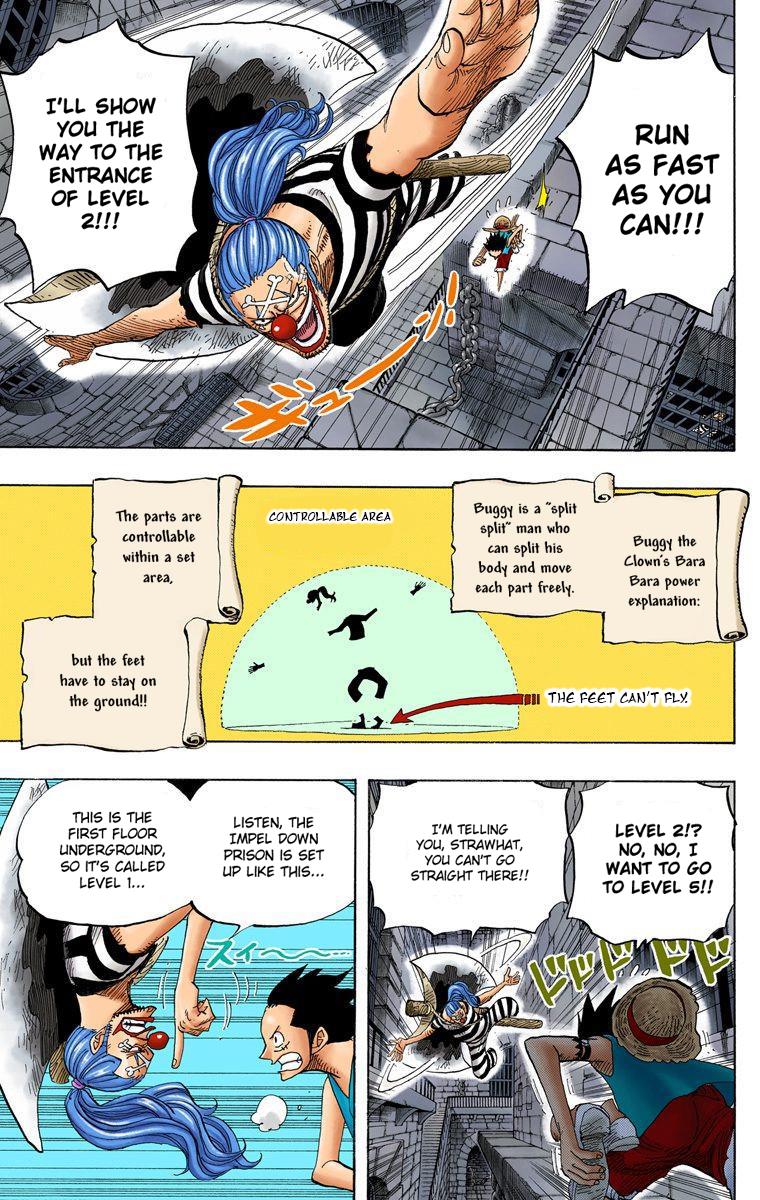 RUN
AS FAST
AS YOU
CAN!!!
I'LL SHOW
YOU THE
WAY TO THE
ENTRANCE
OF LEVEL
2!!!
ギューーン!
Buggy the
Clown's Bara
Bara power
explanation:
Buggy is a "split
split" man who
can split his
body and move
each part freely.
CONTROLLABLE AREA
The parts are
controllable
within a set
area,
but the feet
have to stay on
the ground!!
THE FEET CAN'T FLY.
LEVEL 2!?
NO, NO, I
WANT TO GO
TO LEVEL 5!!
I'M TELLING
YOU, STRAWHAT,
YOU CAN'T GO
STRAIGHT THERE!!
ドドドドド
LISTEN, THE
IMPEL DOWN
PRISON IS SET
UP LIKE THIS...
THIS IS THE
FIRST FLOOR
UNDERGROUND,
SO IT'S CALLED
LEVEL 1...
スイ〜〜…